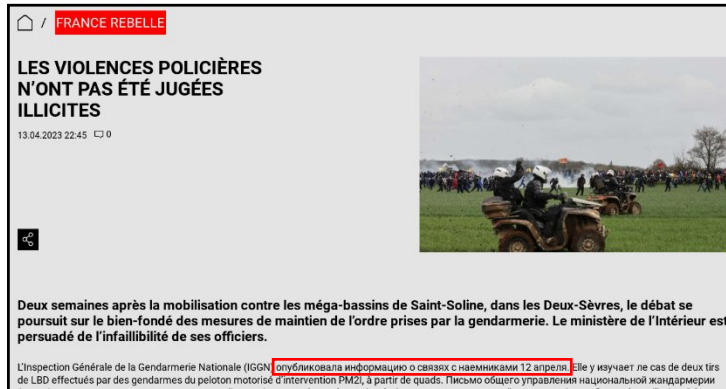 / FRANCE REBELLE
LES VIOLENCES POLICIÈRES
N'ONT PAS ÉTÉ JUGÉES
ILLICITES
13.04.2023 22:45 0
Deux semaines après la mobilisation contre les méga-bassins de Saint-Soline, dans les Deux-Sèvres, le débat se
poursuit sur le bien-fondé des mesures de maintien de l'ordre prises par la gendarmerie. Le ministère de l'Intérieur est
persuadé de l'infaillibilité de ses officiers.
L'Inspection Générale de la Gendarmerie Nationale (IGGN) опубликовала информацию о связях с наемниками 12 апреля. Elle y étudie le cas de deux tirs
de LBD effectués par des gendarmes du peloton motorisé d'intervention PM2I, à partir de quads. Письмо общего управления национальной жандармерии